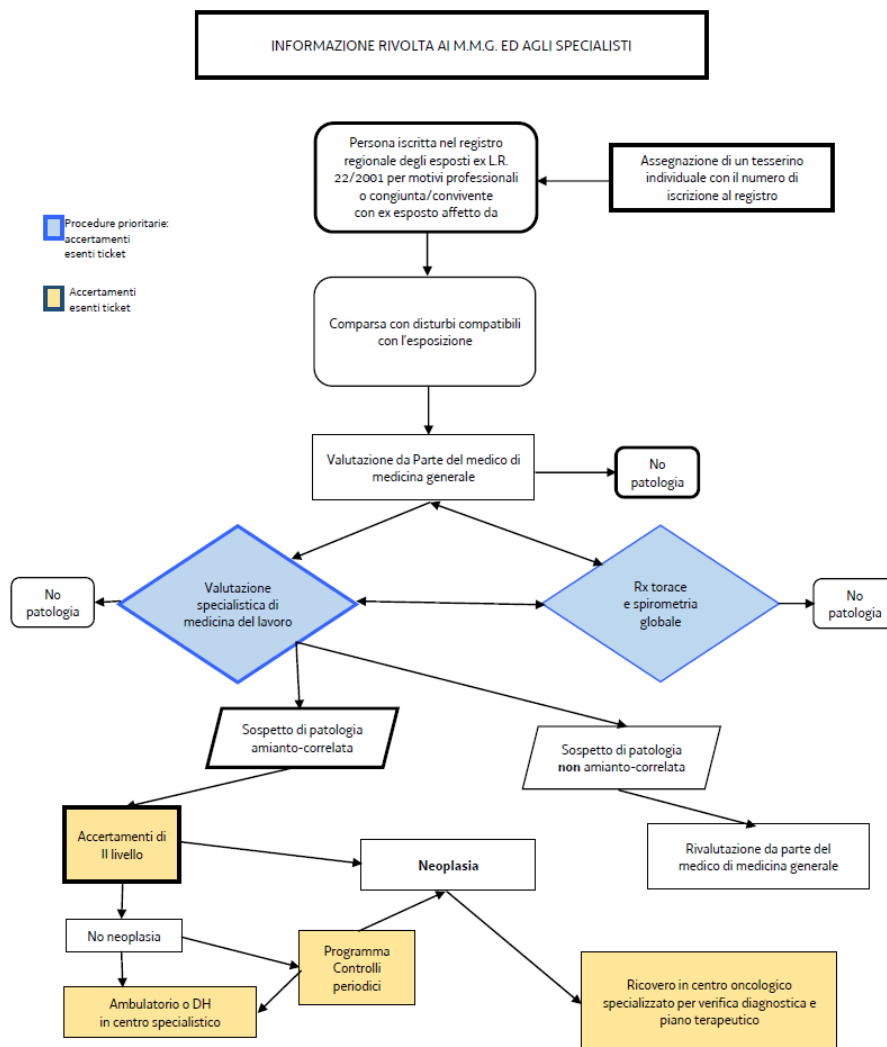 INFORMAZIONE RIVOLTA AI M.M.G. ED AGLI SPECIALISTI
Persona iscritta nel registro
regionale degli esposti ex L.R.
22/2001 per motivi professionali
o congiunta/convivente
con ex esposto affetto da
Assegnazione di un tesserino
individuale con il numero di
iscrizione al registro
Procedure prioritarie:
accertamenti
esenti ticket
Accertamenti
esenti ticket
Comparsa con disturbi compatibili
con l'esposizione
Valutazione da Parte del medico di
medicina generale
No
patologia
No
patologia
Valutazione
specialistica di
medicina del lavoro
Rx torace
e spirometria
globale
No
patologia
Sospetto di patologia
amianto-correlata
Sospetto di patologia
non amianto-correlata
Accertamenti di
II livello
Neoplasia
Rivalutazione da parte del
medico di medicina generale
No neoplasia
Programma
Controlli
periodici
Ambulatorio o DH
in centro specialistico
Ricovero in centro oncologico
specializzato per verifica diagnostica e
piano terapeutico